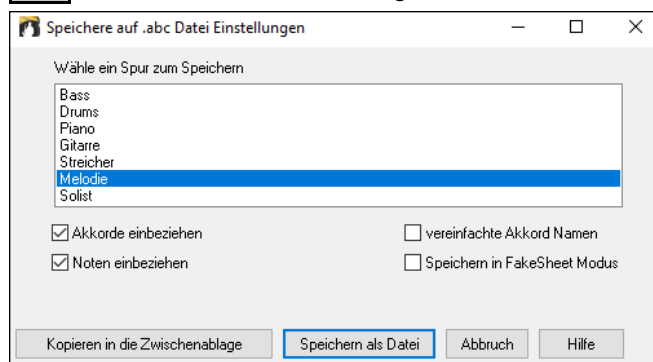 Speichere auf .abc Datei Einstellungen
Wähle ein Spur zum Speichern
Bass
Drums
Piano
Gitarre
Streicher
Melodie
Solist
Akkorde einbeziehen
vereinfachte Akkord Namen
Noten einbeziehen
Speichern in FakeSheet Modus
Kopieren in die Zwischenablage
Speichern als Datei
Abbruch
Hilfe